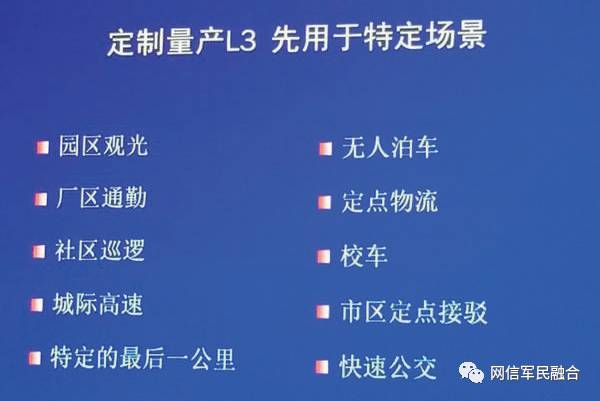 定制量产L3 先用于特定场景
园区观光
厂区通勤
社区巡逻
城际高速
特定的最后一公里
无人泊车
定点物流
校车
市区定点接驳
快速公交
网信军民融合